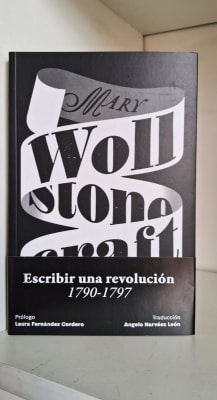 MARY
Woll
stone
craft
Escribir una revolución
1790-1797
Prólogo
Laura Fernández Cordero
Traducción
Angelo Narváez León